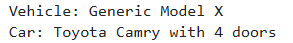 Vehicle: Generic Model X
Car: Toyota Camry with 4 doors